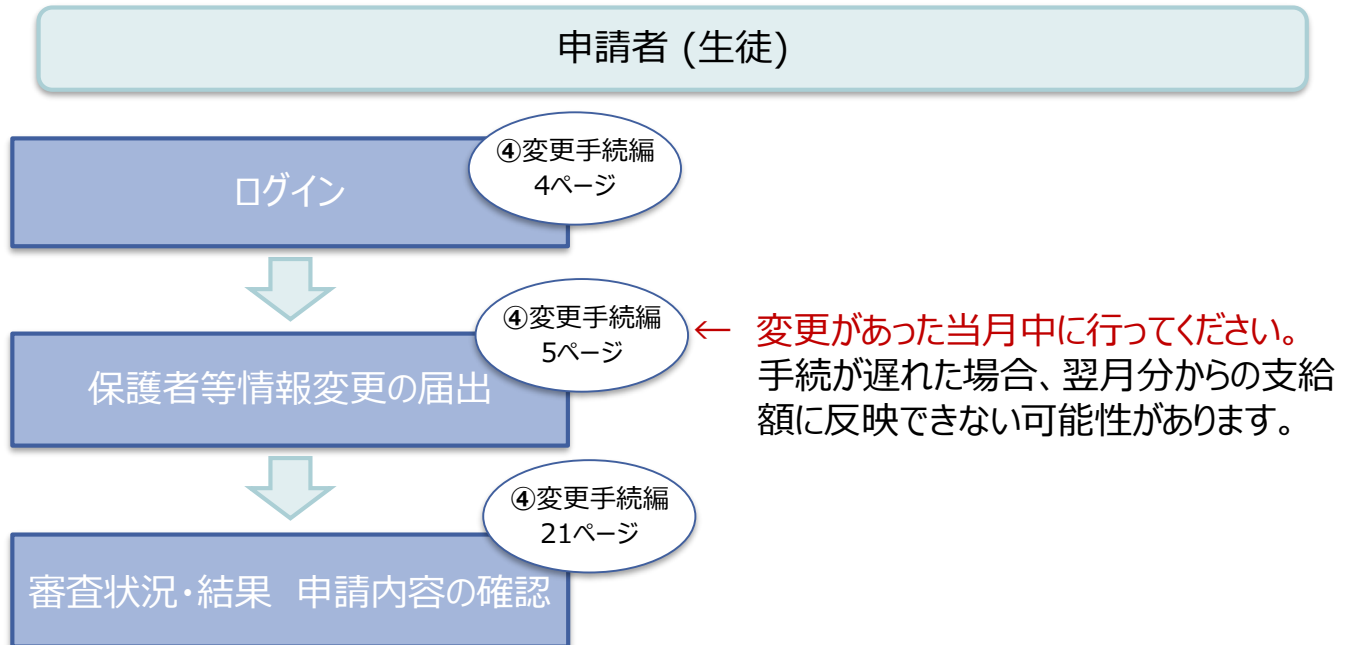 申請者 (生徒)
④変更手続編
4ページ
ログイン
④変更手続編
5ページ
保護者等情報変更の届出
← 変更があった当月中に行ってください。
手続が遅れた場合、翌月分からの支給
額に反映できない可能性があります。
④変更手続編
21ページ
審査状況・結果　申請内容の確認